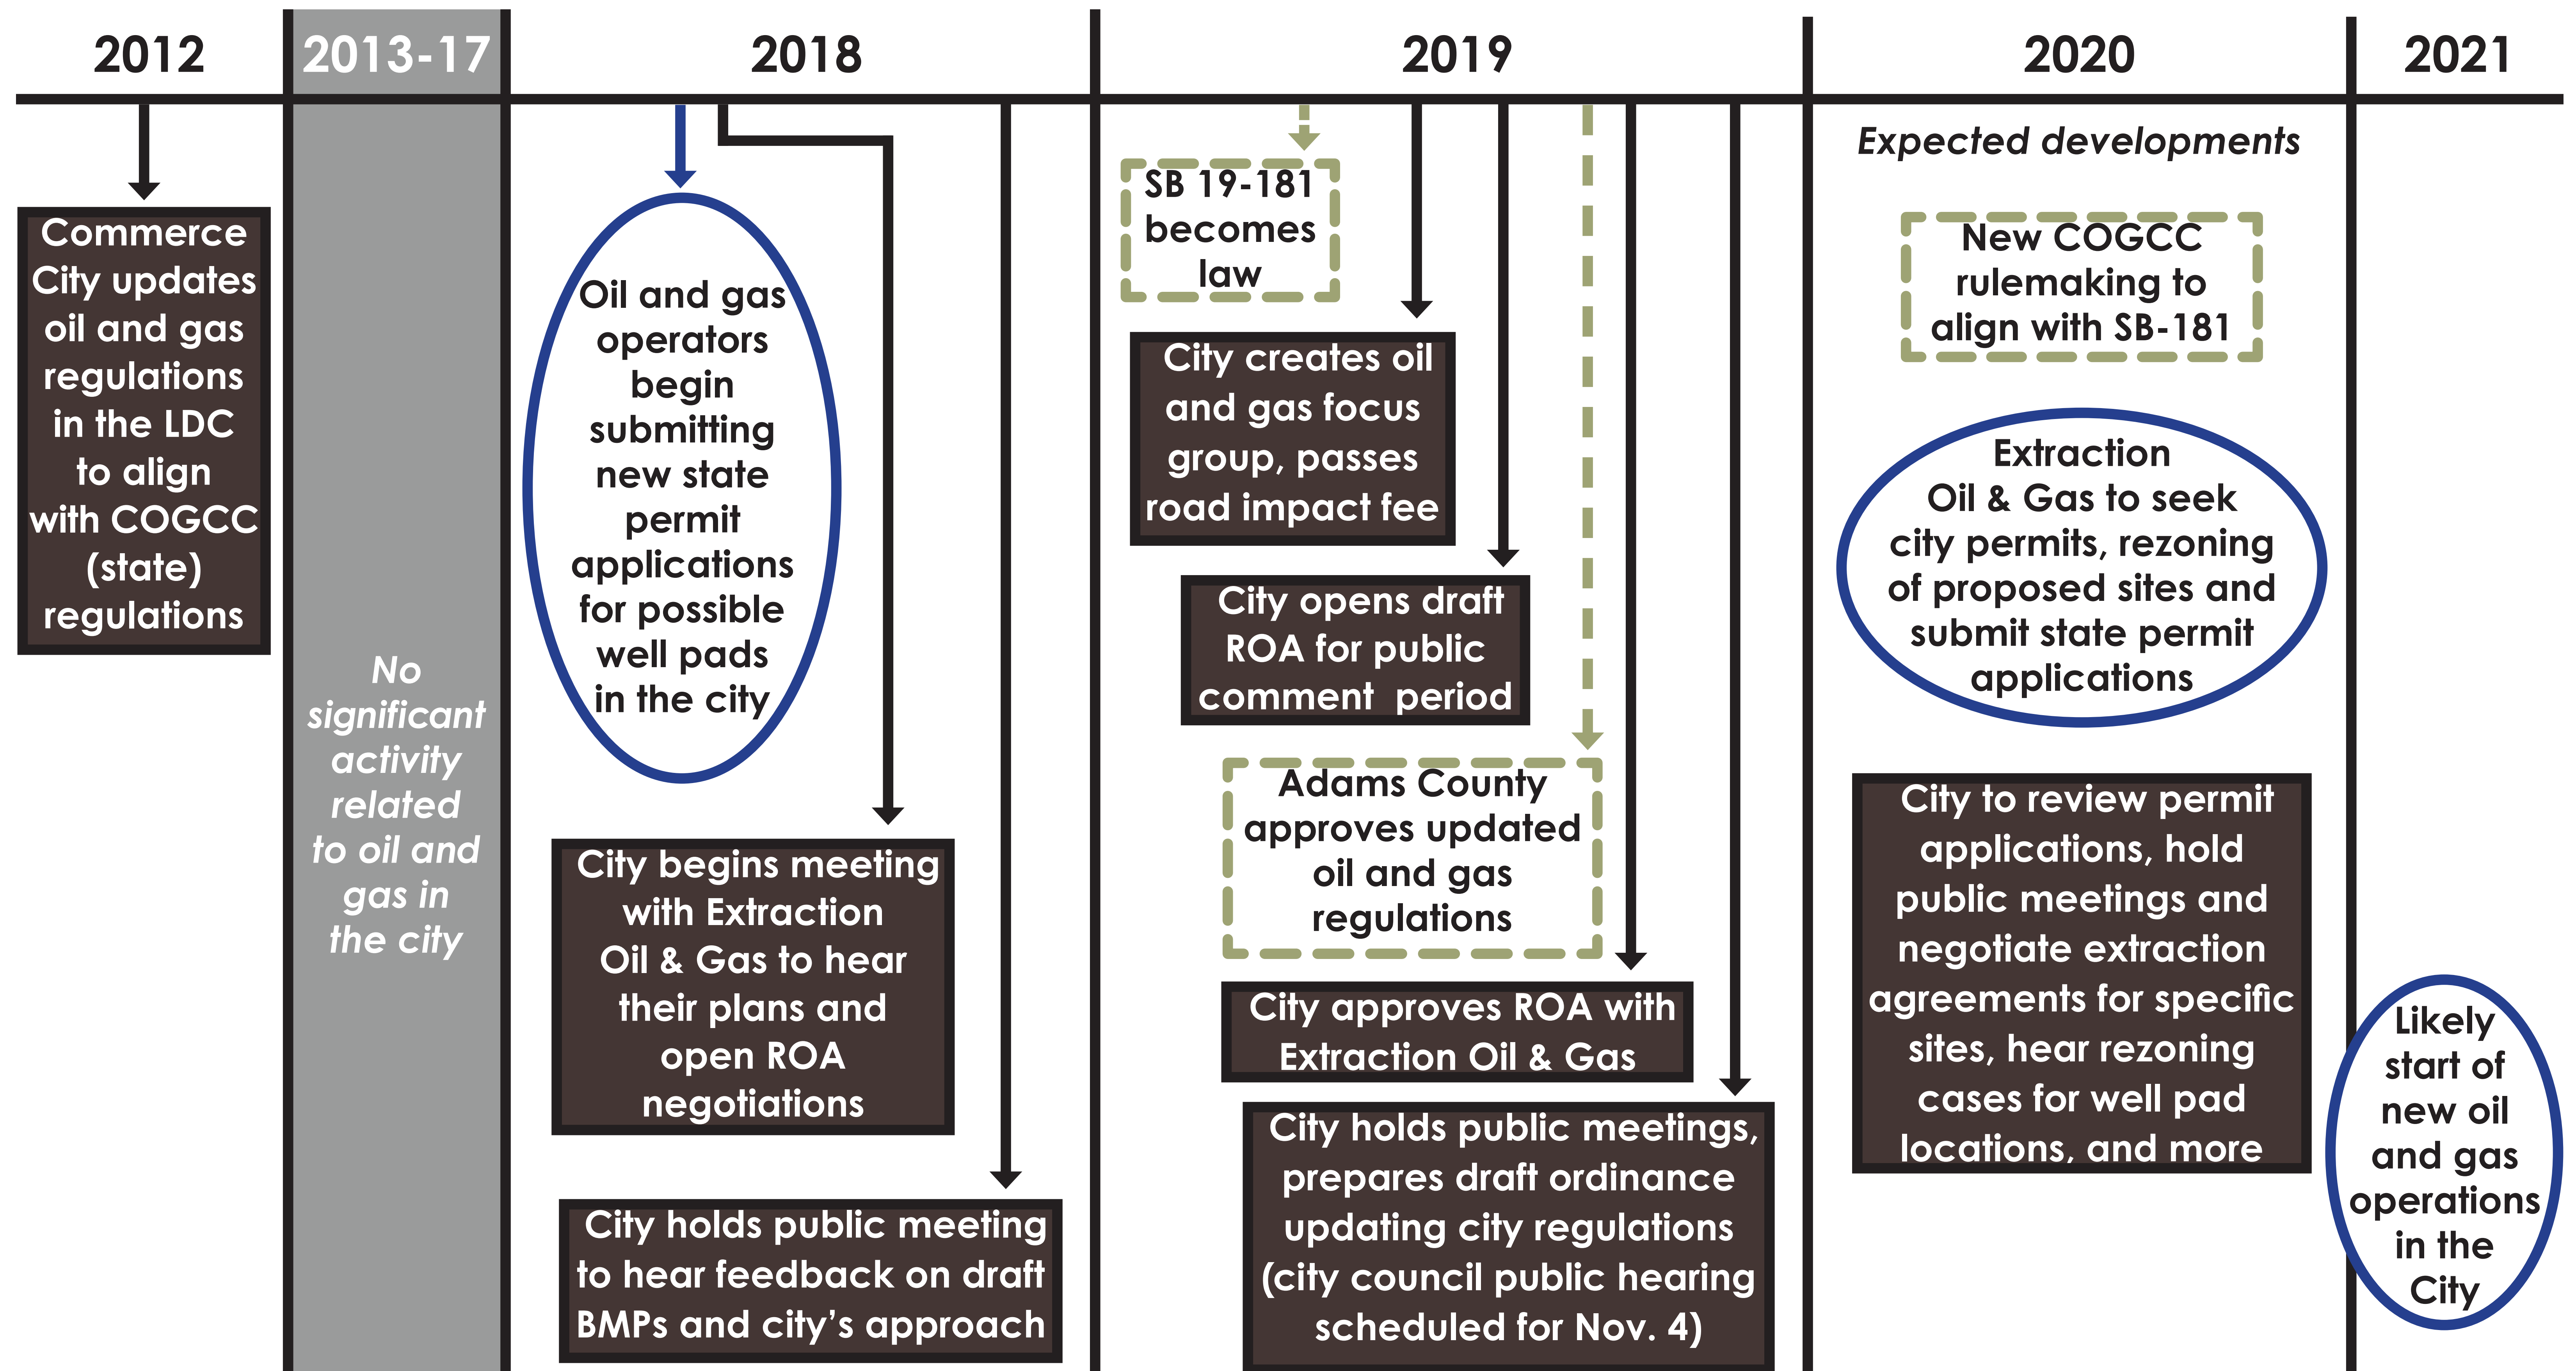 2012
2013-17
2018
2019
2020
2021
Commerce
City updates
oil and gas
regulations
in the LDC
to align
with COGCC
(state)
regulations
No
significant
activity
related
to oil and
gas in
the city
Oil and gas
operators
begin
submitting
new state
permit
applications
for possible
well pads
in the city
City begins meeting
with Extraction
Oil & Gas to hear
their plans and
open ROA
negotiations
City holds public meeting
to hear feedback on draft
BMPs and city's approach
SB 19-181
becomes
law
City creates oil
and gas focus
group, passes
road impact fee
City opens draft
ROA for public
comment period
Adams County
approves updated
oil and gas
regulations
City approves ROA with
Extraction Oil & Gas
City holds public meetings,
prepares draft ordinance
updating city regulations
(city council public hearing
scheduled for Nov. 4)
Expected developments
New COGCC
rulemaking to
align with SB-181
Extraction
Oil & Gas to seek
city permits, rezoning
of proposed sites and
submit state permit
applications
City to review permit
applications, hold
public meetings and
negotiate extraction
agreements for specific
sites, hear rezoning
cases for well pad
locations, and more
Likely
start of
new oil
and gas
operations
in the
City